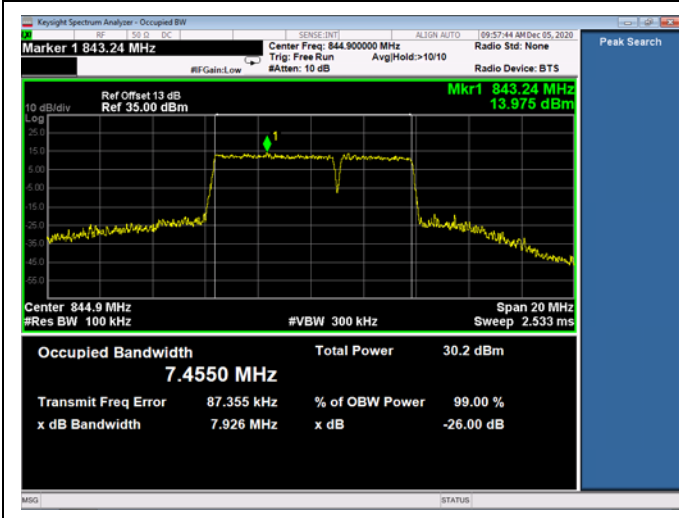 Keysight Spectrum Analyzer - Occupied BW
RF 50 Ω DC SENSE:INT ALIGN AUTO 09:57:44 AM Dec 05, 2020
Marker 1 843.24 MHz Center Freq: 844.900000 MHz Radio Std: None Peak Search
Trig: Free Run Avg|Hold:>10/10
#IFGain:Low #Atten: 10 dB Radio Device: BTS
Ref Offset 13 dB Mkr1 843.24 MHz
10 dB/div Ref 35.00 dBm 13.975 dBm
Log
25.0
1
15.0
5.00
-5.00
-15.0
-25.0
-35.0
-45.0
-55.0
Center 844.9 MHz Span 20 MHz
#Res BW 100 kHz #VBW 300 kHz Sweep 2.533 ms
Occupied Bandwidth Total Power 30.2 dBm
7.4550 MHz
Transmit Freq Error 87.355 kHz % of OBW Power 99.00 %
x dB Bandwidth 7.926 MHz x dB -26.00 dB
MSG STATUS